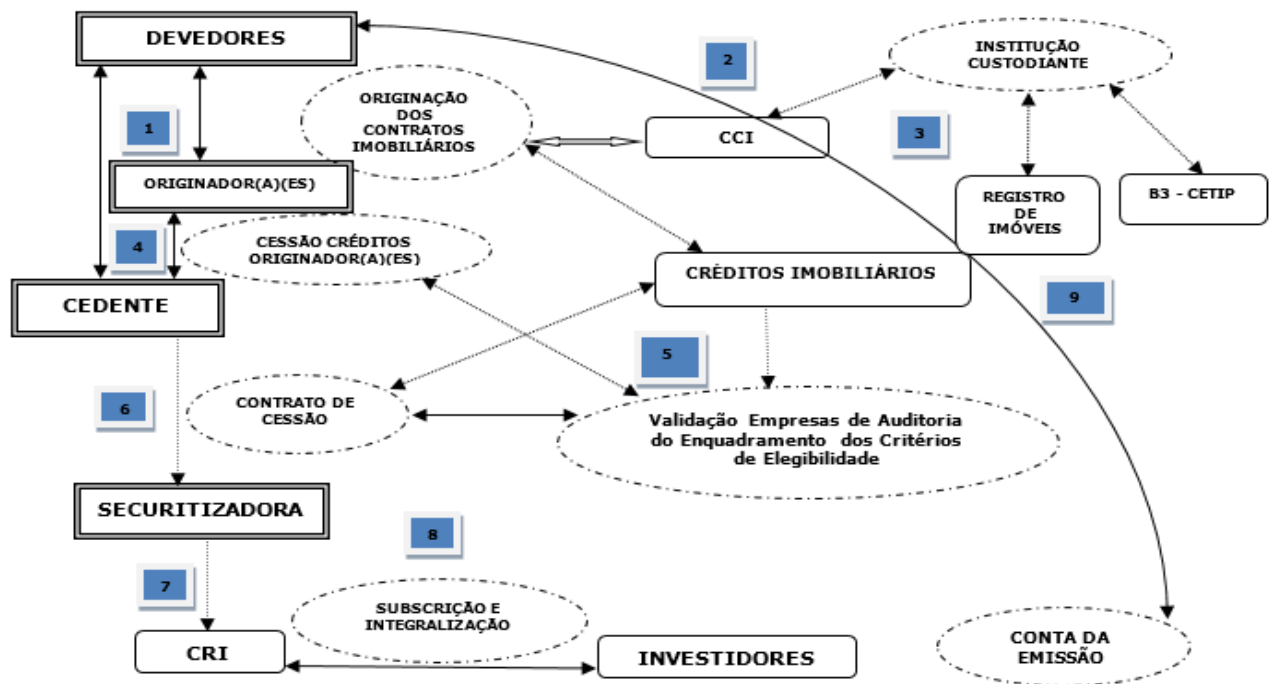 DEVEDORES
2
INSTITUÇÃO
CUSTODIANTE
ORIGINAÇÃO
DOS
CONTRATOS
IMOBILIÁRIOS
1
CCI
3
ORIGINADOR(A)(ES)
REGISTRO
DE
IMÓVEIS
B3 - CETIP
4
CESSÃO CRÉDITOS
ORIGINADOR(A)(ES)
CRÉDITOS IMOBILIÁRIOS
CEDENTE
9
5
6
CONTRATO DE
CESSÃO
Validação Empresas de Auditoria
do Enquadramento dos Critérios
de Elegibilidade
SECURITIZADORA
8
7
SUBSCRIÇÃO E
INTEGRALIZAÇÃO
CRI
INVESTIDORES
CONTA DA
EMISSÃO